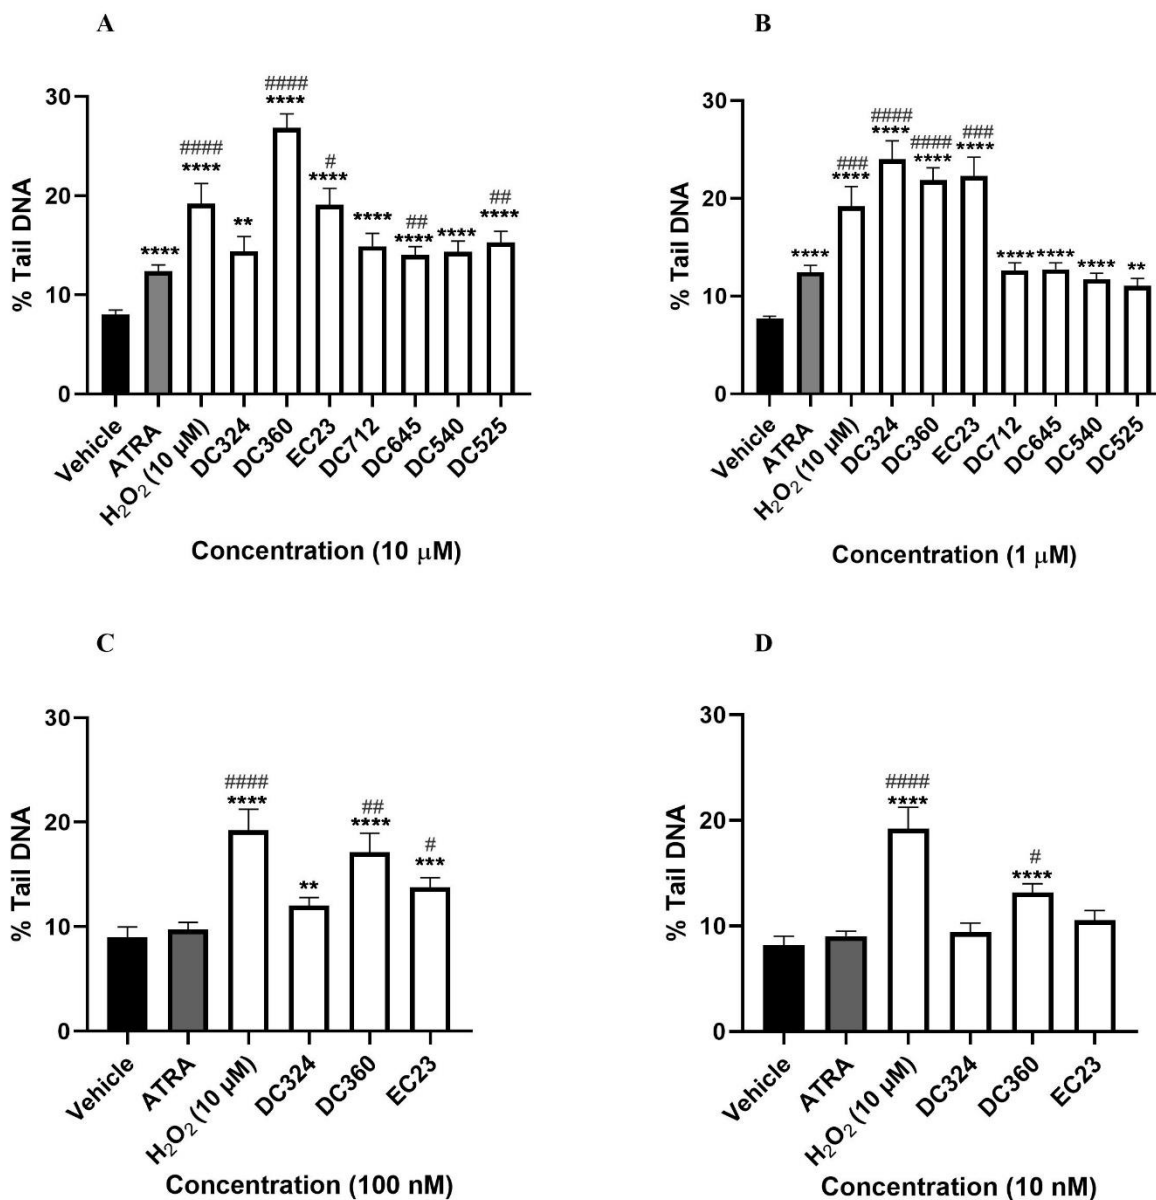 A
% Tail DNA
30
20
10
0
####
****
####
****
**
####
****
#
****
****
##
****
****
##
****
Vehicle
ATRA
H₂O₂ (10 μM)
DC324
DC360
EC23
DC712
DC645
DC540
DC525
Concentration (10 μM)
B
% Tail DNA
30
20
10
0
****
###
****
####
****
####
****
###
****
****
****
****
**
Vehicle
ATRA
H₂O₂ (10 μM)
DC324
DC360
EC23
DC712
DC645
DC540
DC525
Concentration (1 μM)
C
% Tail DNA
30
20
10
0
####
****
**
##
****
#
***
Vehicle
ATRA
H₂O₂ (10 μM)
DC324
DC360
EC23
Concentration (100 nM)
D
% Tail DNA
30
20
10
0
####
****
#
****
Vehicle
ATRA
H₂O₂ (10 μM)
DC324
DC360
EC23
Concentration (10 nM)